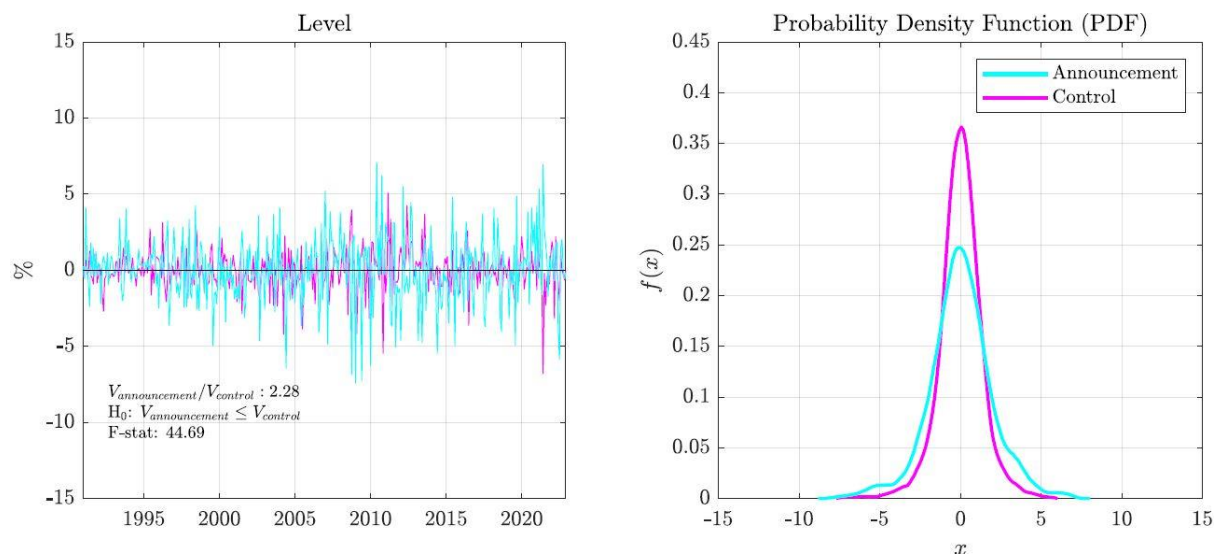 Level
15
10
5
0
-5
-10
-15
%
V_announcement/V_control : 2.28
H₀: V_announcement ≤ V_control
F-stat: 44.69
1995 2000 2005 2010 2015 2020
Probability Density Function (PDF)
0.45
0.4
0.35
0.3
0.25
0.2
0.15
0.1
0.05
0
f(x)
Announcement
Control
-15 -10 -5 0 5 10 15
x